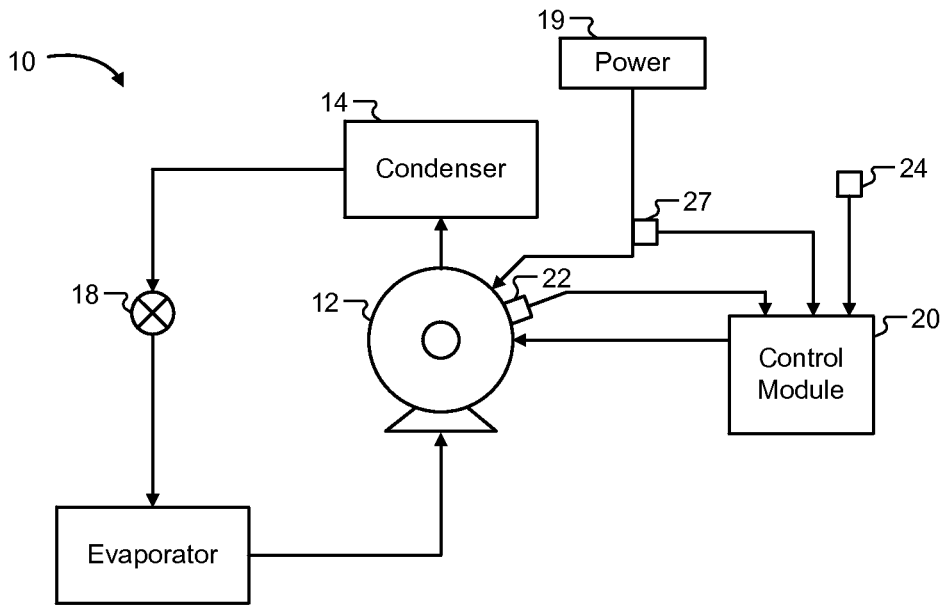 19
10
Power
14
Condenser
24
27
22
18
12
20
Control
Module
Evaporator